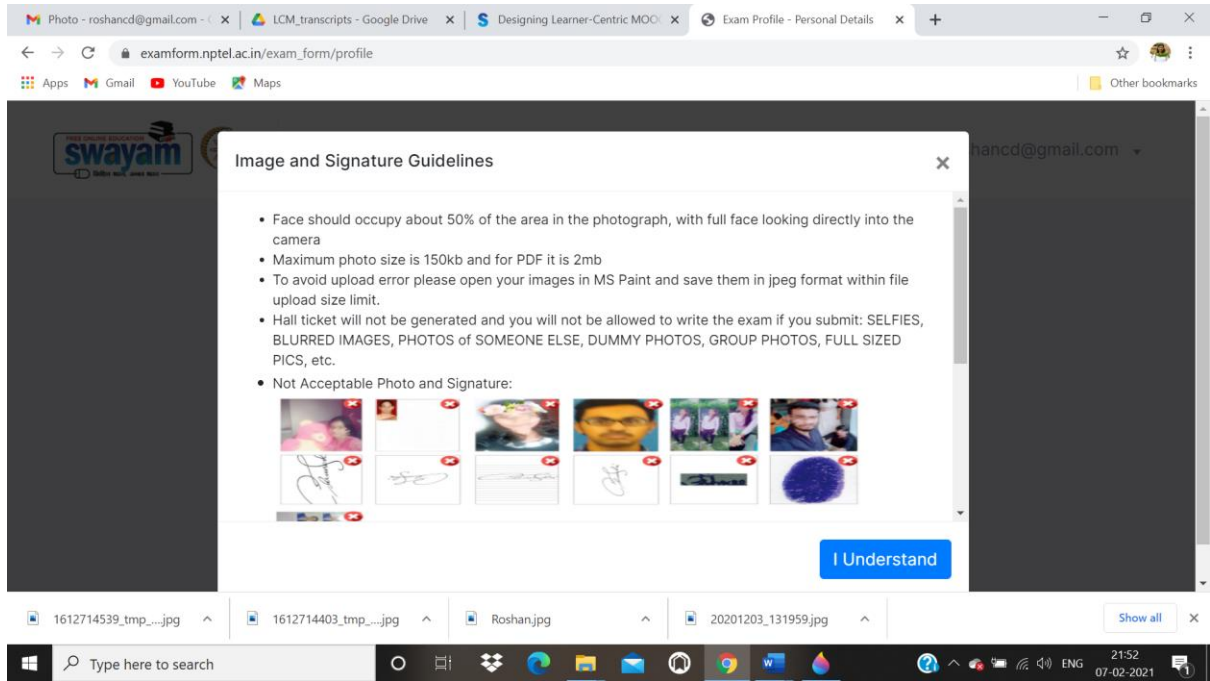 Photo - roshancd@gmail.com - G
LCM_transcripts - Google Drive
Designing Learner-Centric MOOC
Exam Profile - Personal Details
examform.nptel.ac.in/exam_form/profile
Apps
Gmail
YouTube
Maps
Other bookmarks
FREE ONLINE EDUCATION
swayam
hancd@gmail.com
Image and Signature Guidelines
• Face should occupy about 50% of the area in the photograph, with full face looking directly into the
camera
• Maximum photo size is 150kb and for PDF it is 2mb
• To avoid upload error please open your images in MS Paint and save them in jpeg format within file
upload size limit.
• Hall ticket will not be generated and you will not be allowed to write the exam if you submit: SELFIES,
BLURRED IMAGES, PHOTOS of SOMEONE ELSE, DUMMY PHOTOS, GROUP PHOTOS, FULL SIZED
PICS, etc.
• Not Acceptable Photo and Signature:
I Understand
1612714539_tmp_....jpg
1612714403_tmp_....jpg
Roshan.jpg
20201203_131959.jpg
Show all
Type here to search
ENG
21:52
07-02-2021